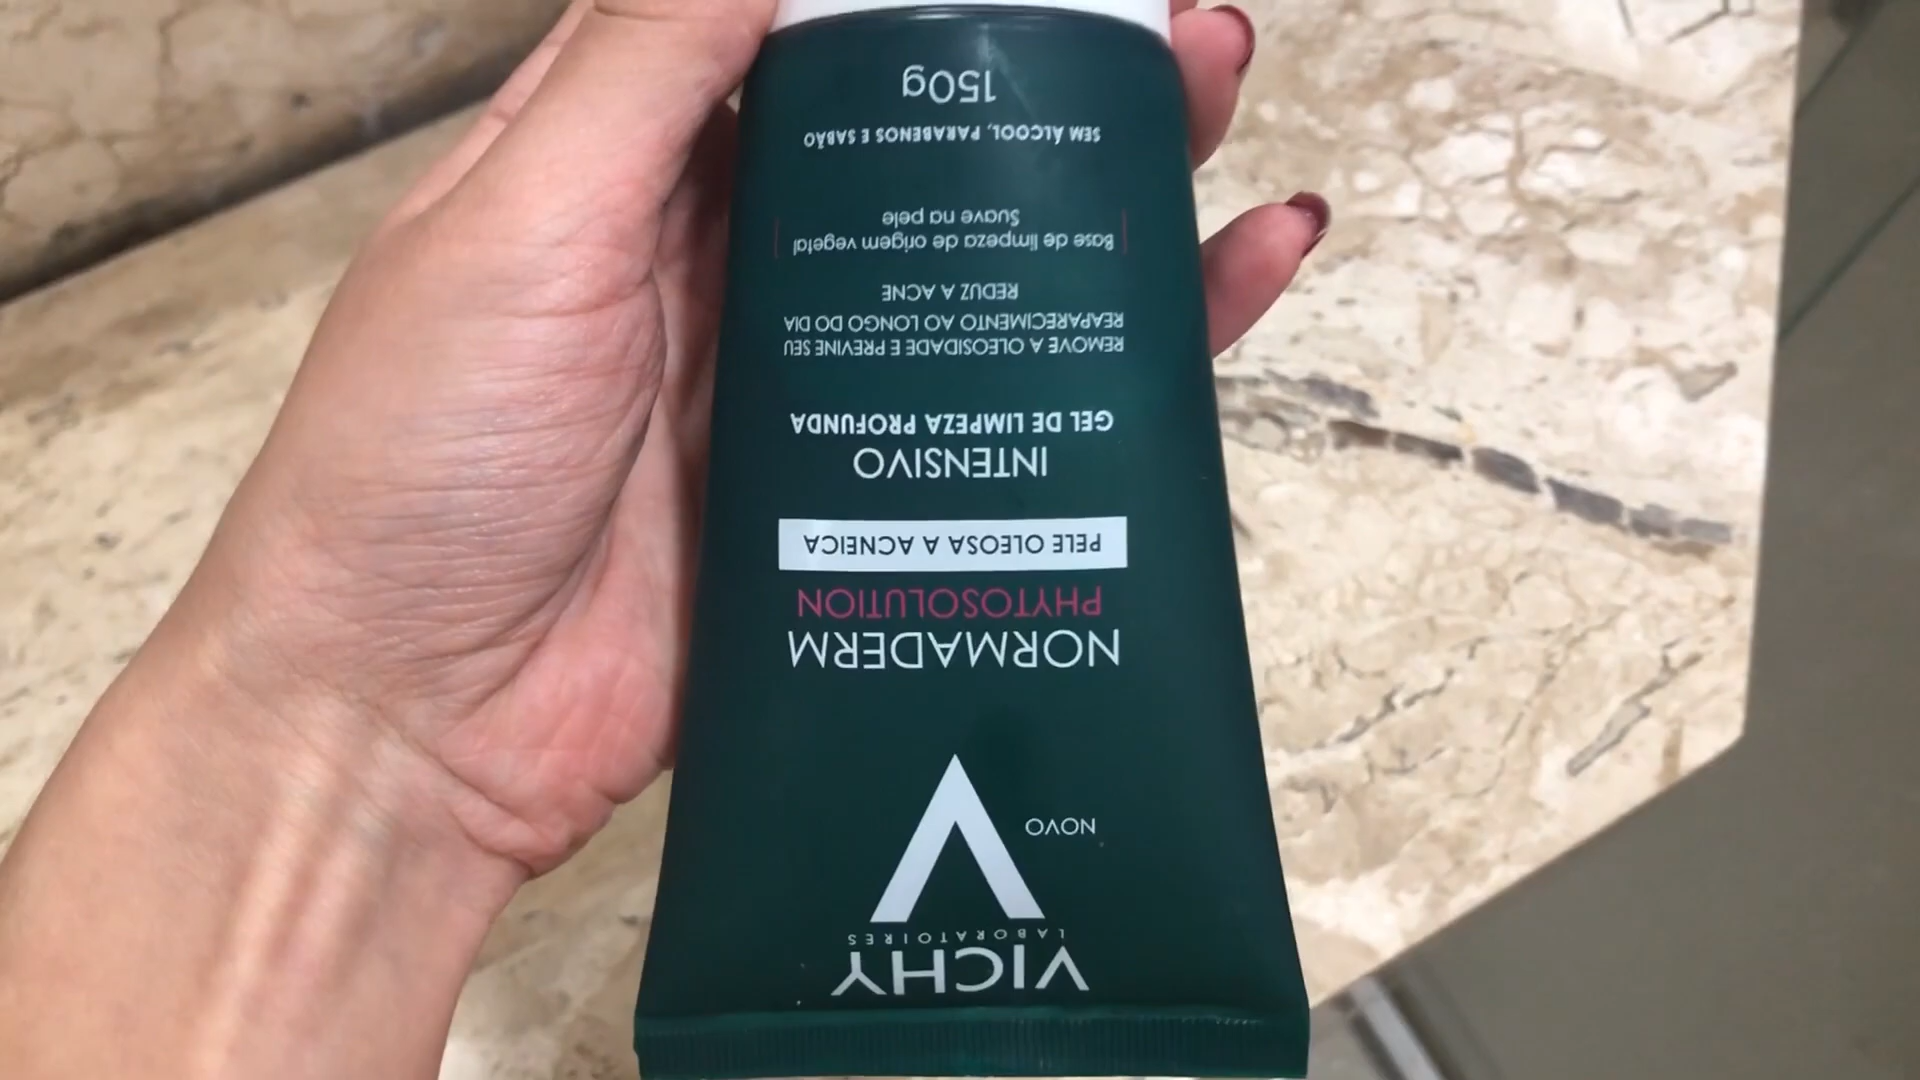 VICHY
LABORATOIRES
NOVO
NORMADERM
PHYTOSOLUTION
PELE OLEOSA A ACNEICA
INTENSIVO
GEL DE LIMPEZA PROFUNDA
REMOVE A OLEOSIDADE E PREVINE SEU
REAPARECIMENTO AO LONGO DO DIA
REDUZ A ACNE
Base de limpeza de origem vegetal
Suave na pele
SEM ÁLCOOL, PARABENOS E SABÃO
150g